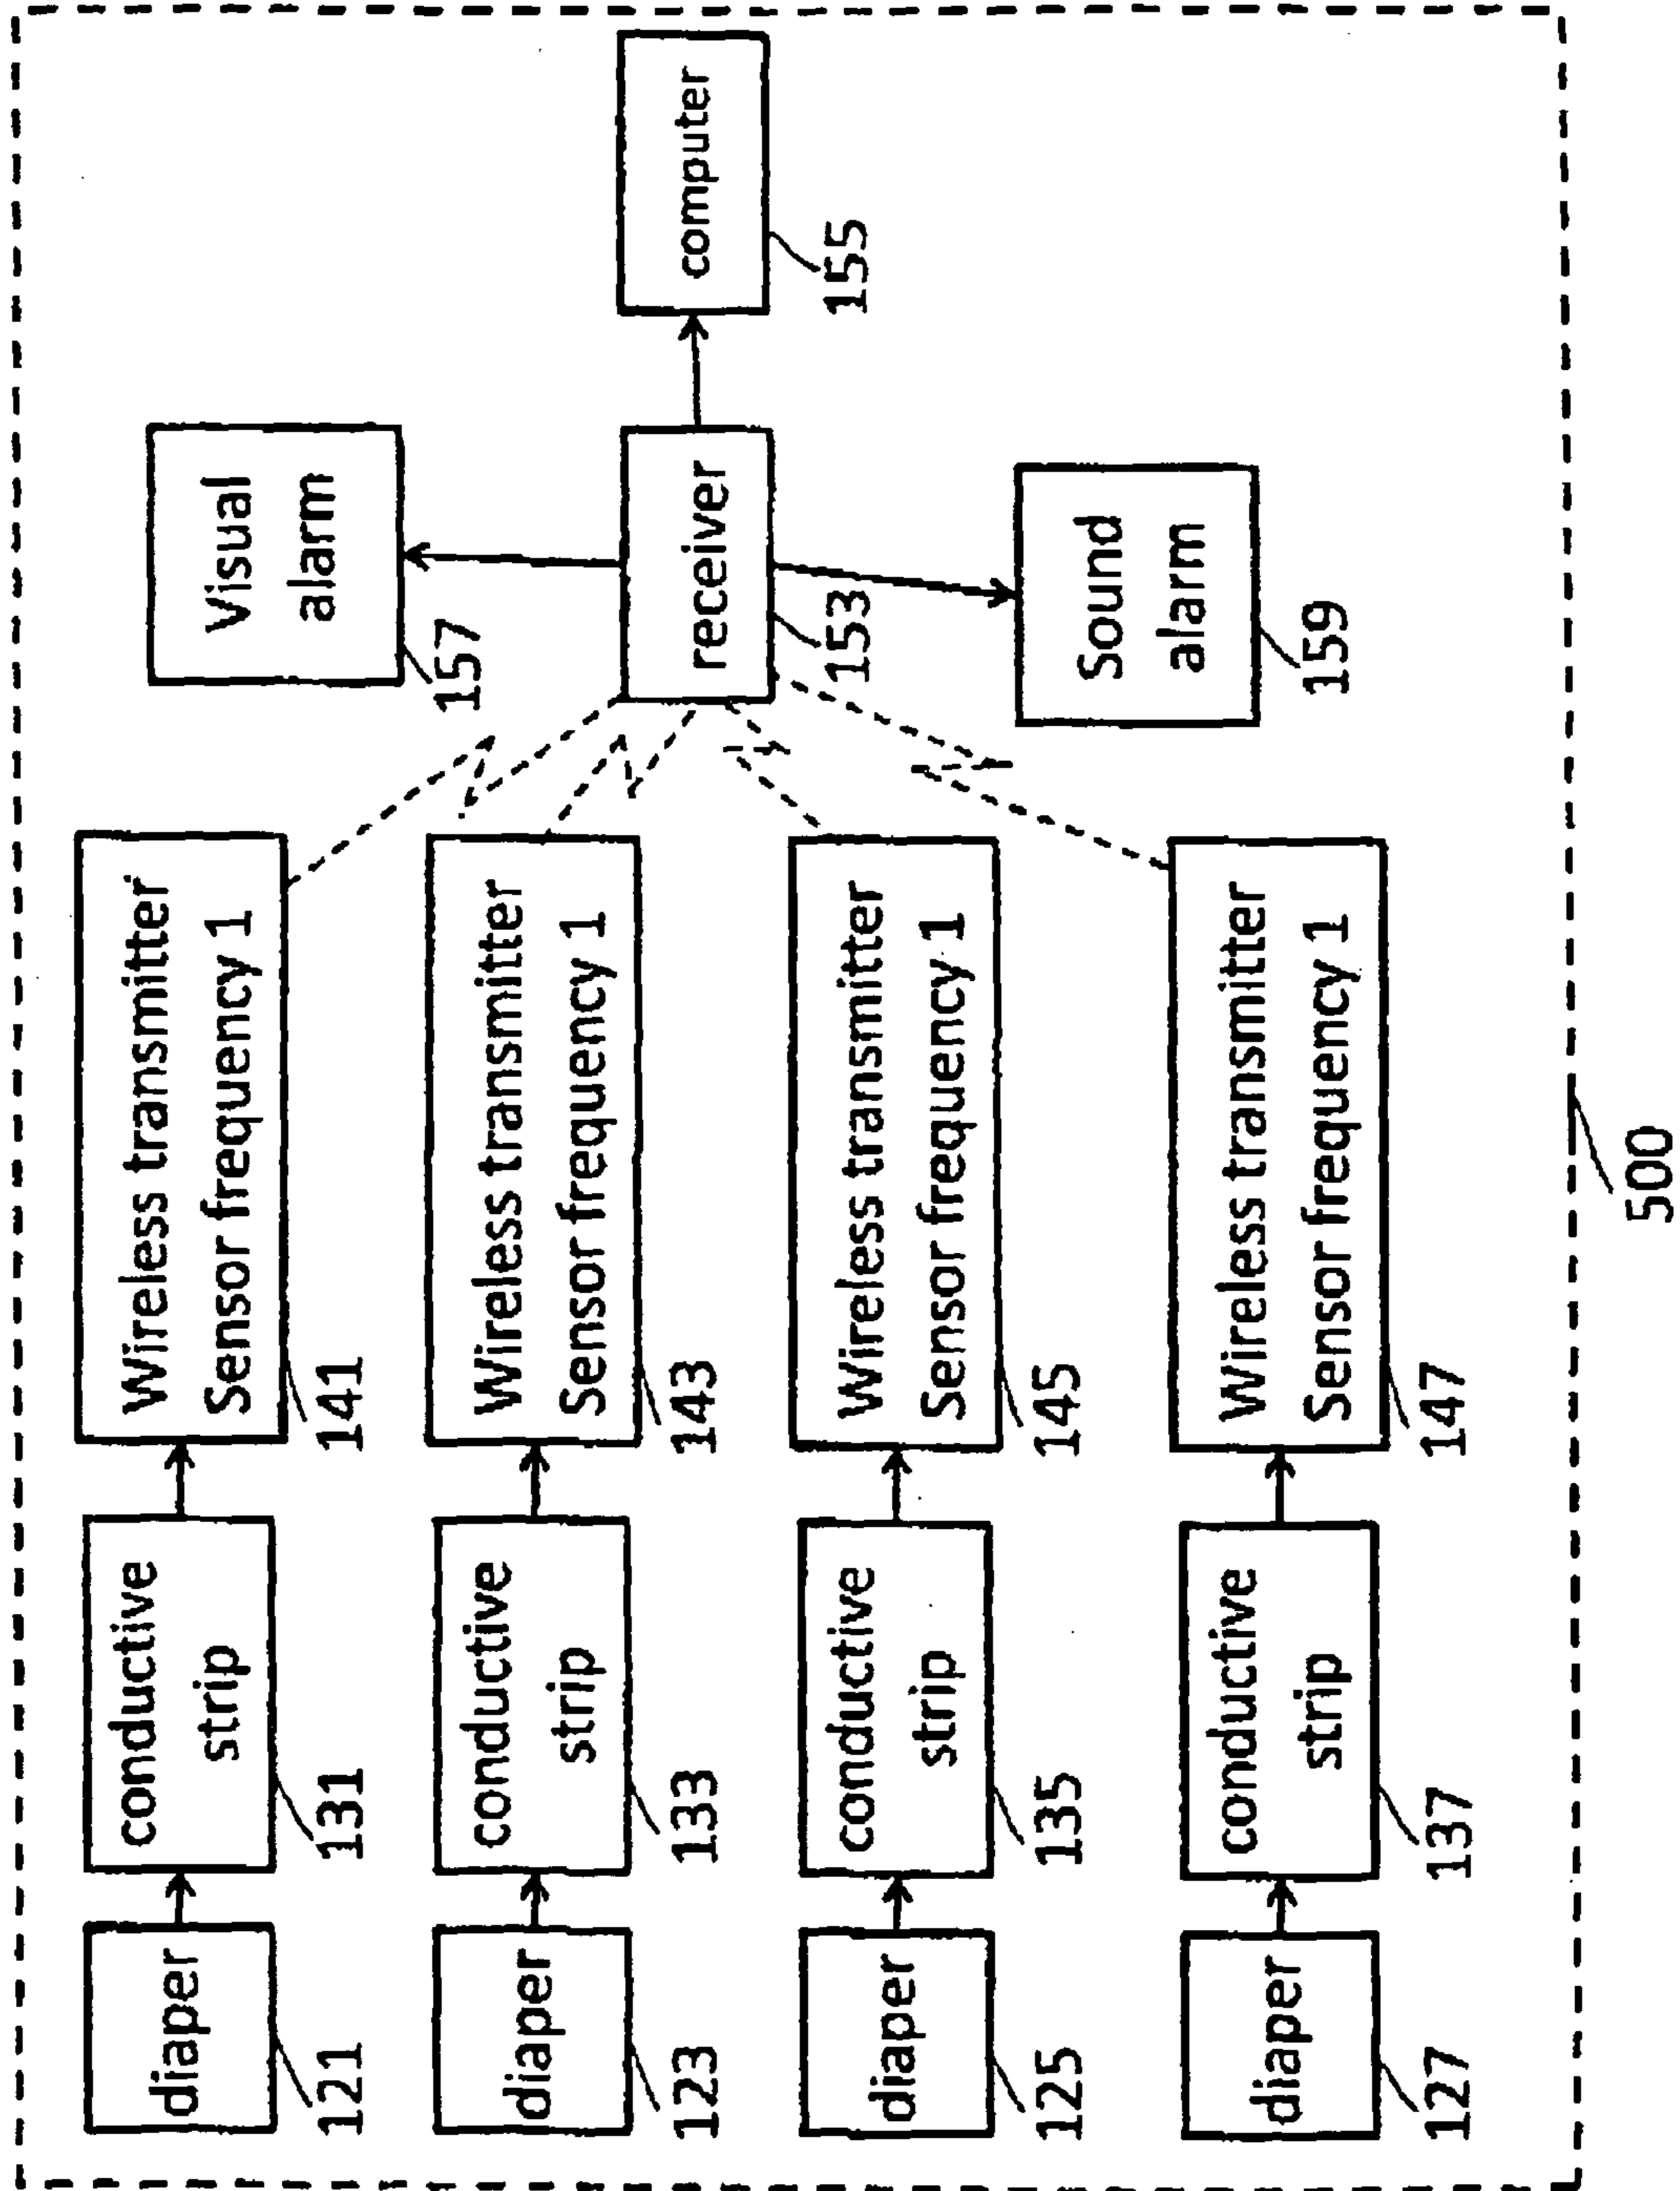 diaper
121
conductive
strip
131
Wireless transmitter
Sensor frequency 1
141
Visual
alarm
157
diaper
123
conductive
strip
133
Wireless transmitter
Sensor frequency 1
143
receiver
153
computer
155
diaper
125
conductive
strip
135
Wireless transmitter
Sensor frequency 1
145
Sound
alarm
159
diaper
127
conductive
strip
137
Wireless transmitter
Sensor frequency 1
147
500